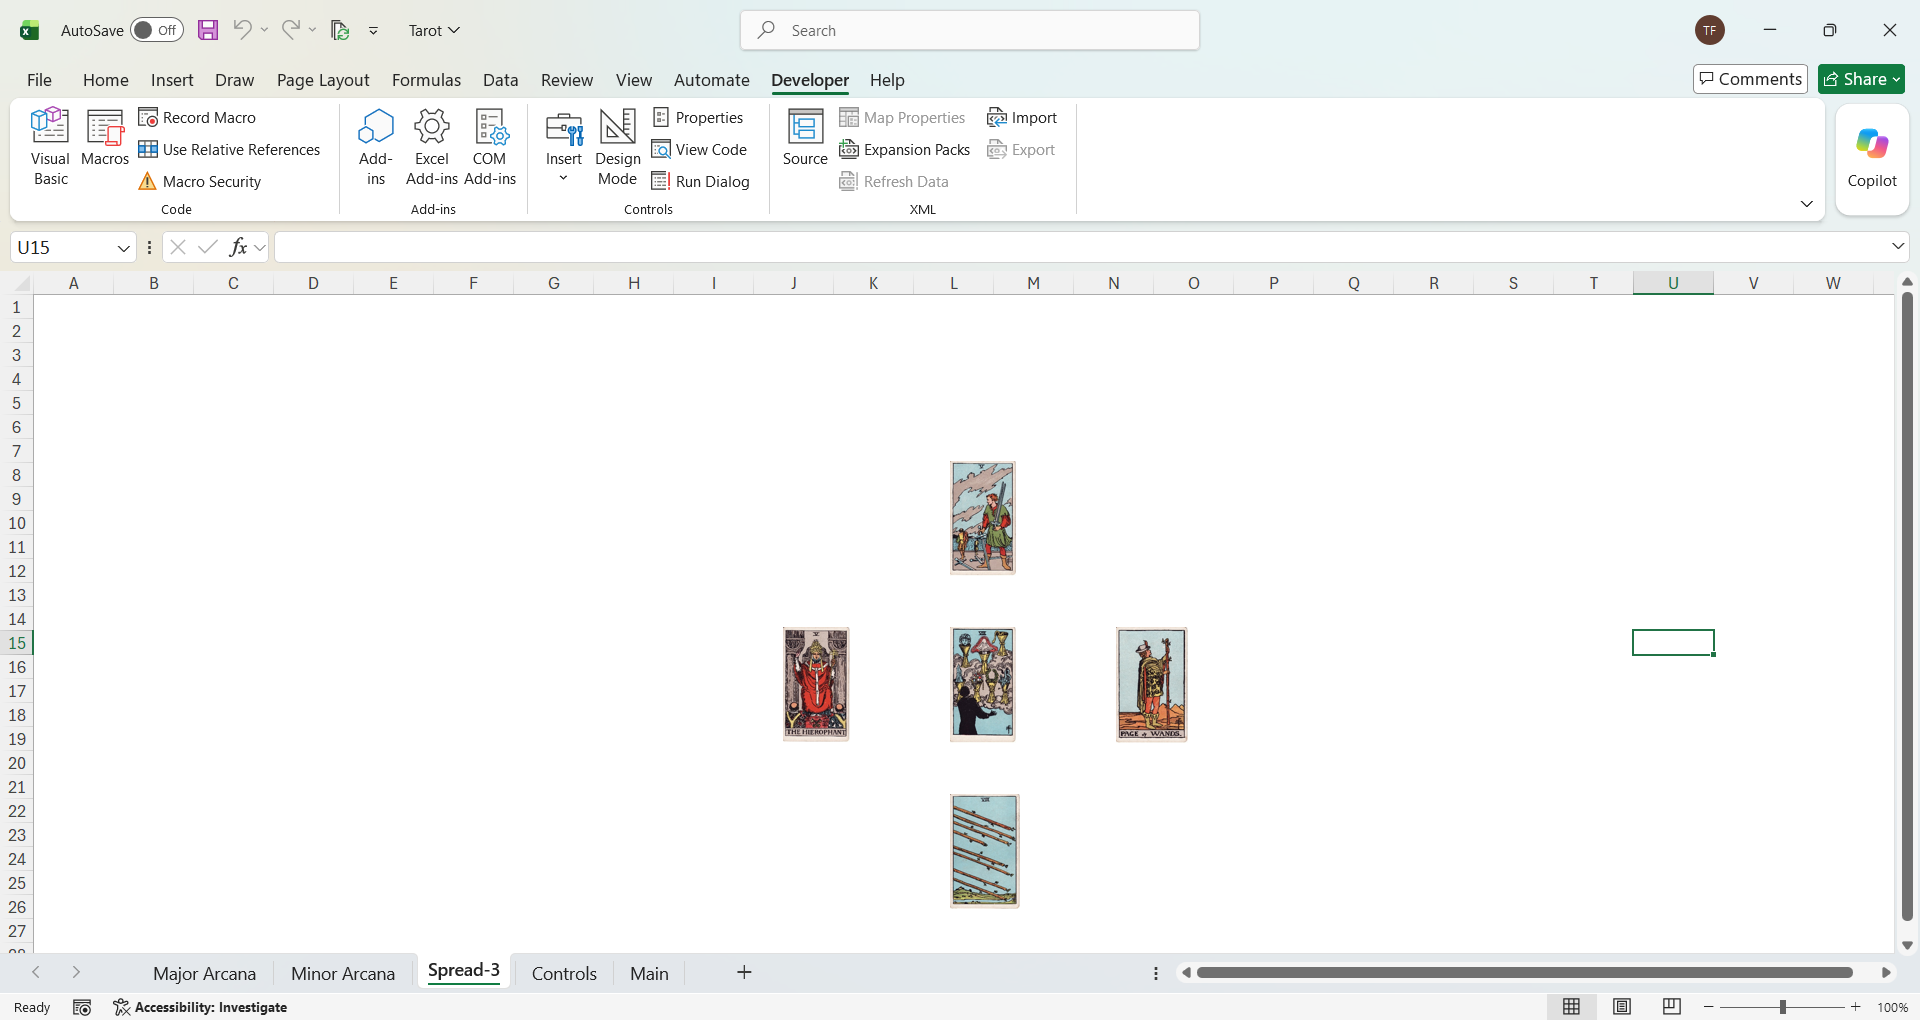 AutoSave Off Tarot Search TF
File Home Insert Draw Page Layout Formulas Data Review View Automate Developer Help Comments Share
Visual Basic
Macros
Record Macro
Use Relative References
Macro Security
Code
Add-ins
Excel Add-ins
COM Add-ins
Add-ins
Insert
Design Mode
Properties
View Code
Run Dialog
Controls
Source
Map Properties
Expansion Packs
Refresh Data
Import
Export
XML
Copilot
U15 fx
A B C D E F G H I J K L M N O P Q R S T U V W
1
2
3
4
5
6
7
8
9
10
11
12
13
14
15
16
17
18
19
20
21
22
23
24
25
26
27
28
V
V
THE HIEROPHANT
VII
PAGE of WANDS.
VIII
Major Arcana Minor Arcana Spread-3 Controls Main
Ready Accessibility: Investigate 100%